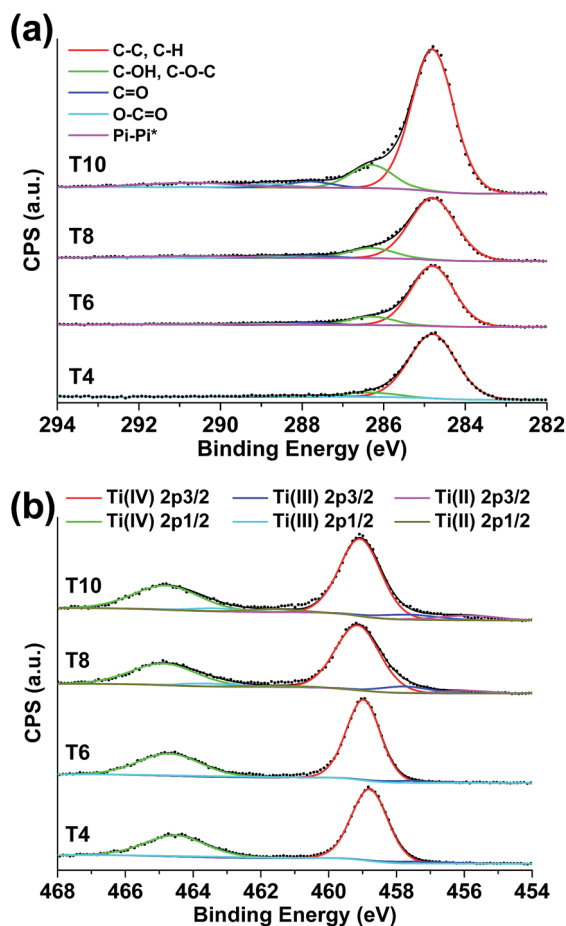 (a)
C-C, C-H
C-OH, C-O-C
C=O
O-C=O
Pi-Pi*
T10
T8
T6
T4
CPS (a.u.)
294 292 290 288 286 284 282
Binding Energy (eV)
(b)
Ti(IV) 2p3/2 Ti(III) 2p3/2 Ti(II) 2p3/2
Ti(IV) 2p1/2 Ti(III) 2p1/2 Ti(II) 2p1/2
T10
T8
T6
T4
CPS (a.u.)
468 466 464 462 460 458 456 454
Binding Energy (eV)